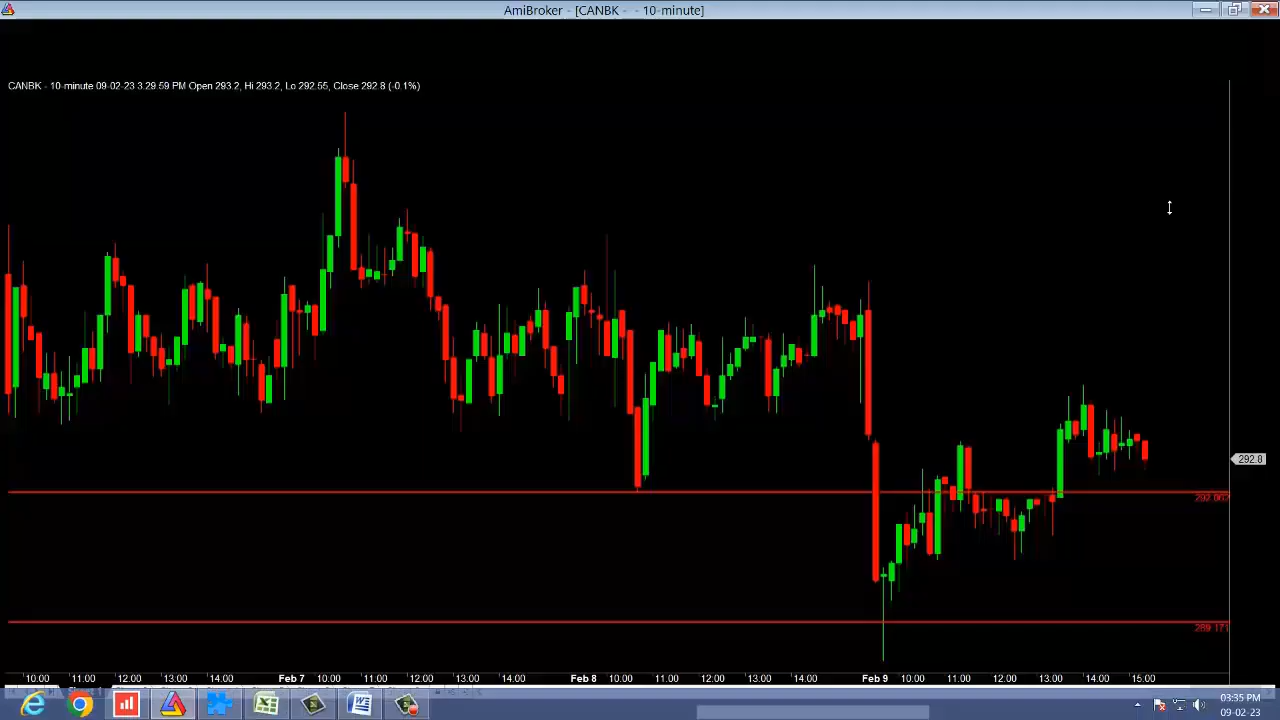 AmiBroker - [CANBK - - 10-minute]
CANBK - 10-minute 09-02-23 3.29 59 PM Open 293.2, Hi 293.2, Lo 292.55, Close 292.8 (-0.1%)
292.8
289.171
10.00 11.00 12.00 13.00 14.00 Feb 7 10.00 11.00 12.00 13.00 14.00 Feb 8 10.00 11.00 12.00 13.00 14.00 Feb 9 10.00 11.00 12.00 13.00 14.00 15.00
03:35 PM
09-02-23